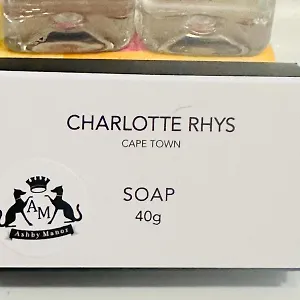 CHARLOTTE RHYS
CAPE TOWN
SOAP
40g
AM
Ashby Manor